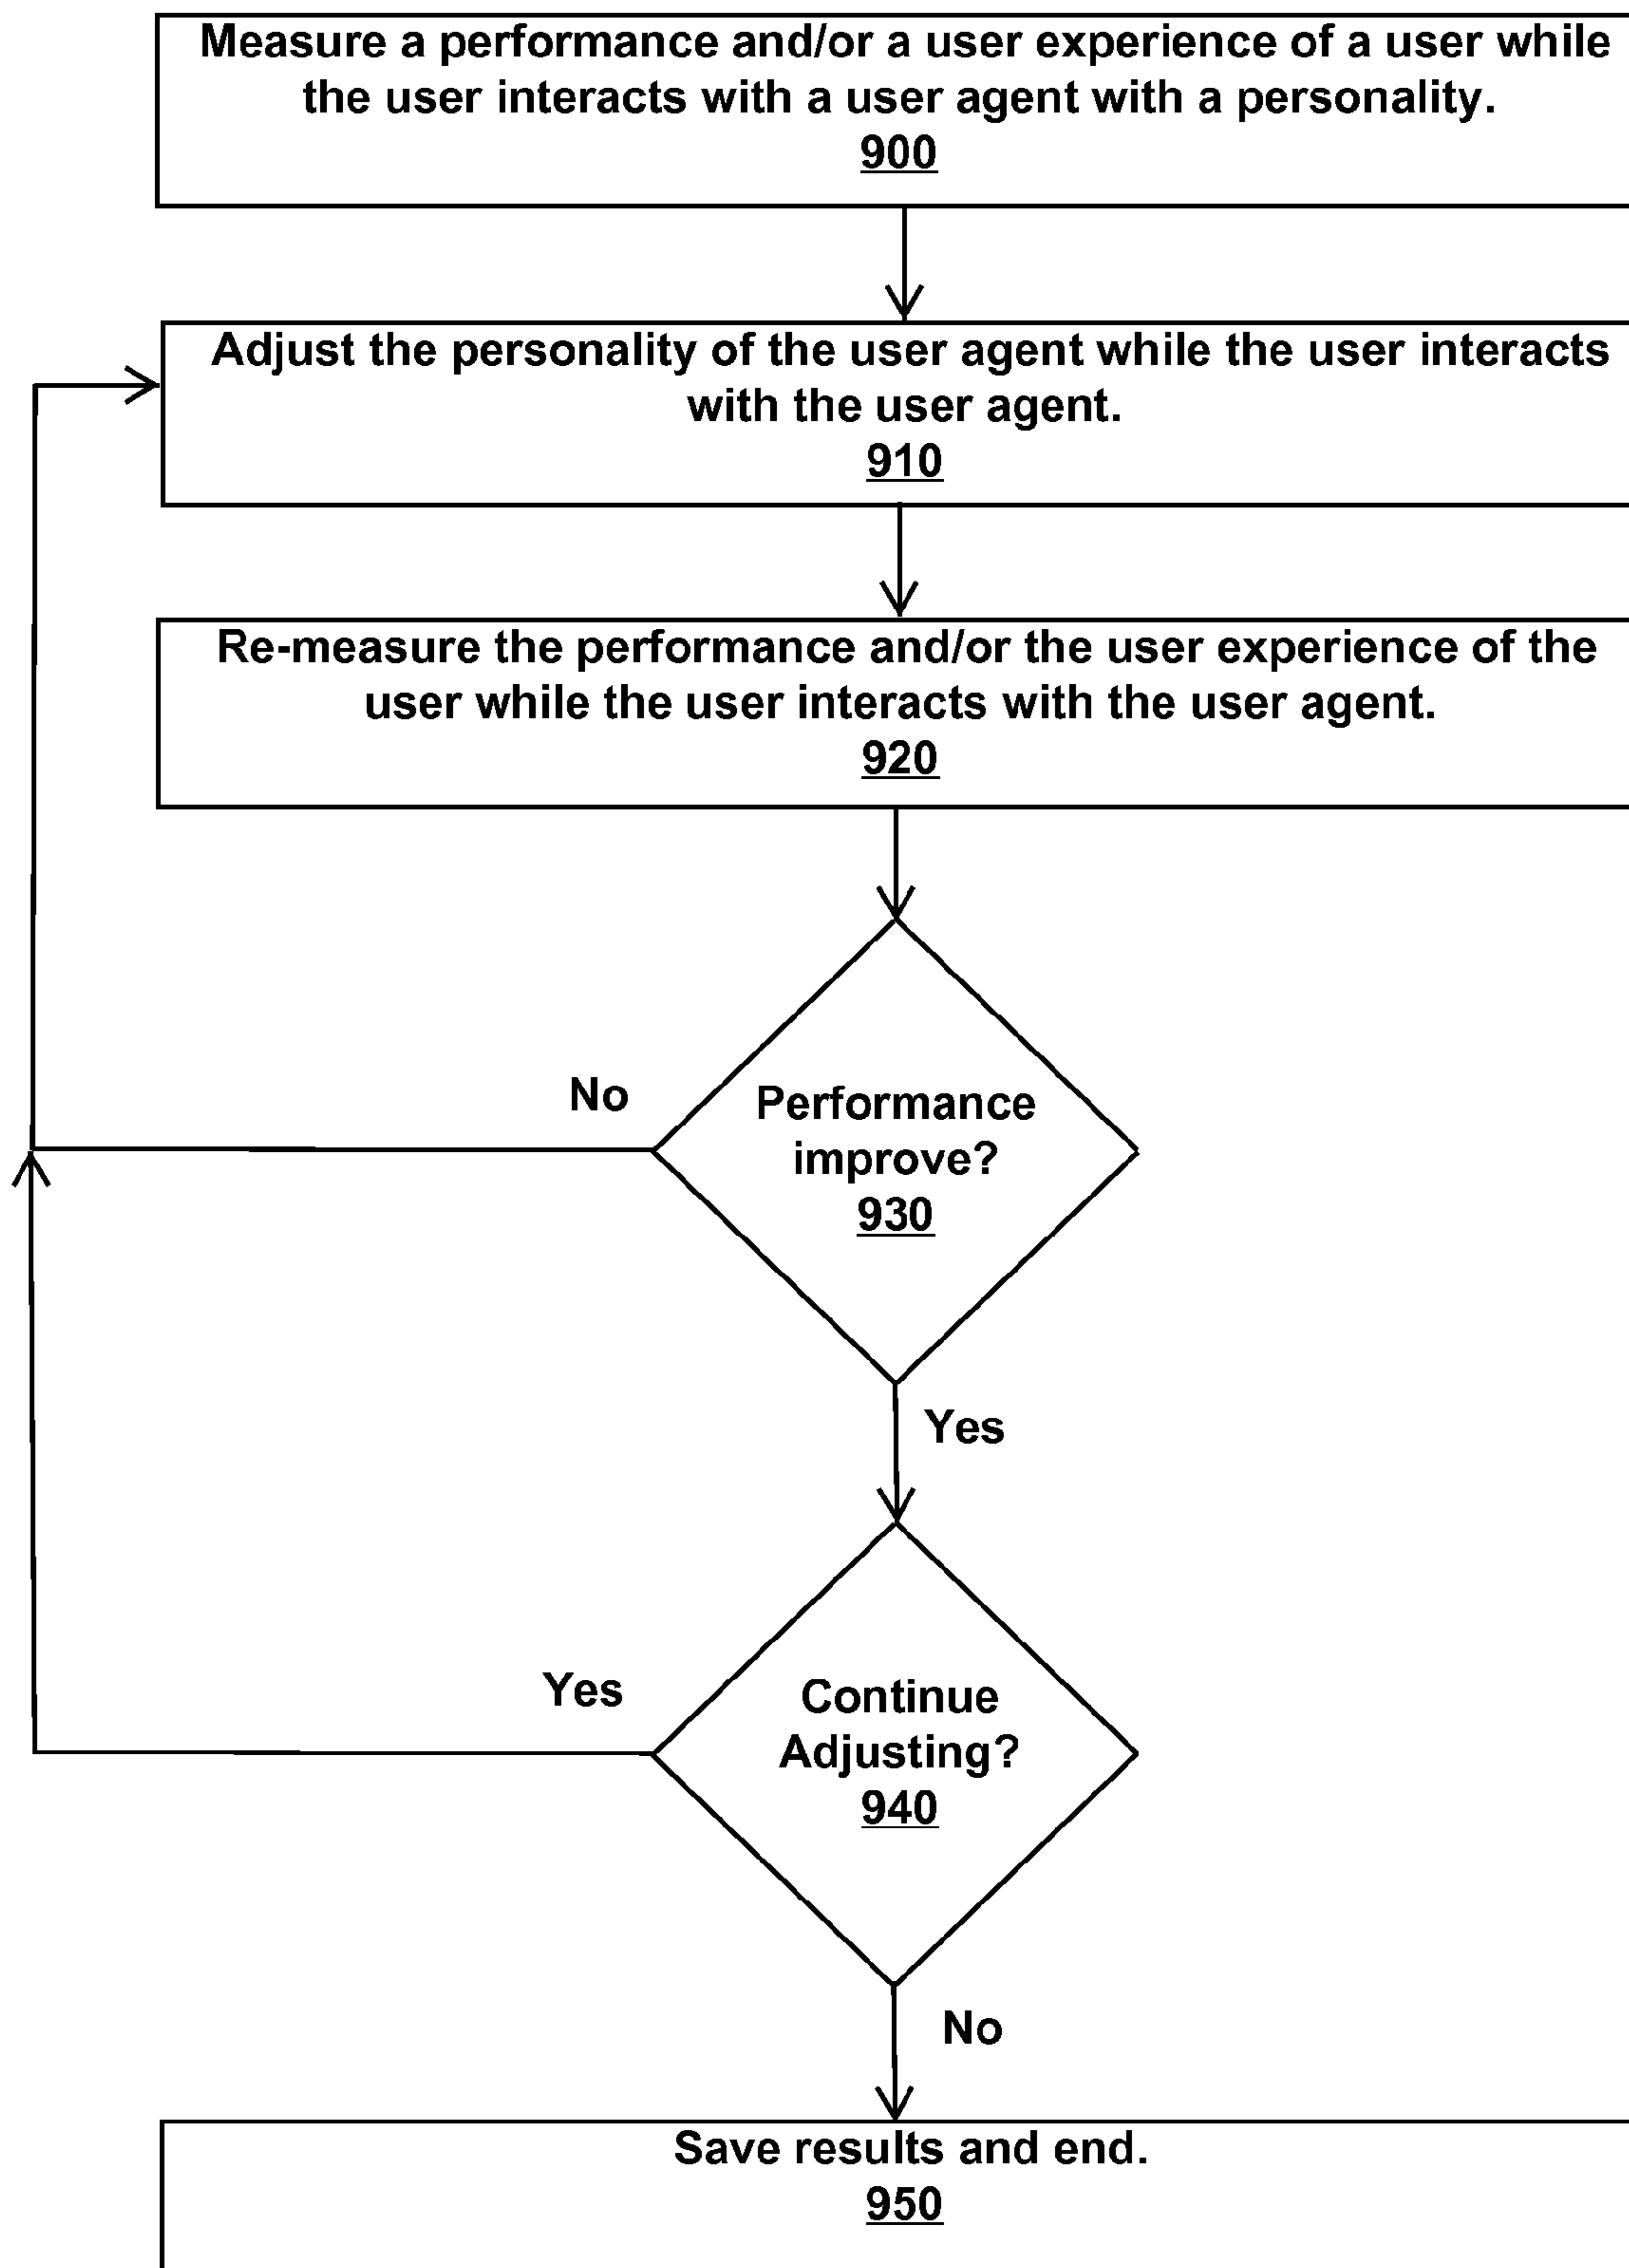 Measure a performance and/or a user experience of a user while
the user interacts with a user agent with a personality.
900
Adjust the personality of the user agent while the user interacts
with the user agent.
910
Re-measure the performance and/or the user experience of the
user while the user interacts with the user agent.
920
No
Performance
improve?
930
Yes
Yes
Continue
Adjusting?
940
No
Save results and end.
950